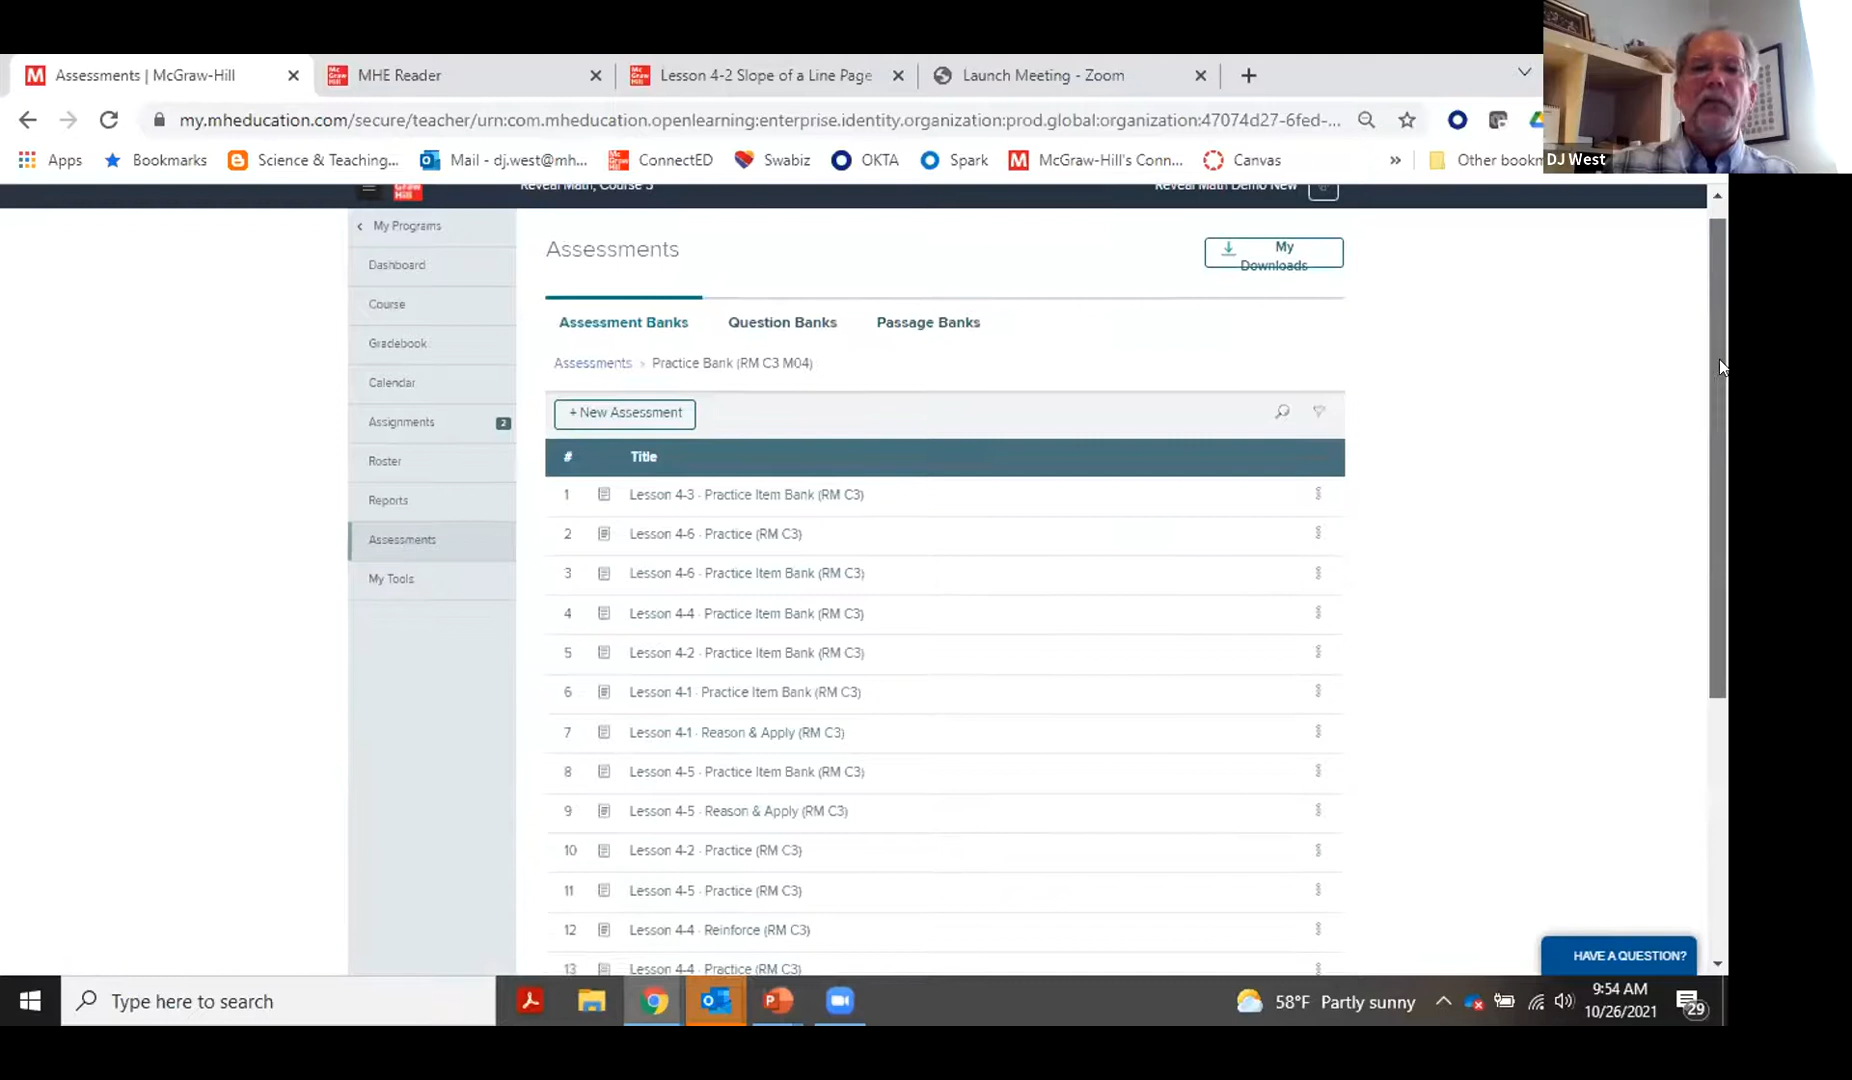 Assessments | McGraw-Hill
MHE Reader
Lesson 4-2 Slope of a Line Page
Launch Meeting - Zoom
my.mheducation.com/secure/teacher/urn:com.mheducation.openlearning:enterprise.identity.organization:prod.global:organization:47074d27-6fed-...
DJ West
Apps
Bookmarks
Science & Teaching...
Mail - dj.west@mh...
ConnectED
Swabiz
OKTA
Spark
McGraw-Hill's Conn...
Canvas
»
Other bookm
Reveal Math, Course 3
Reveal Math Demo New
My Programs
Dashboard
Course
Gradebook
Calendar
Assignments 2
Roster
Reports
Assessments
My Tools
Assessments
My Downloads
Assessment Banks
Question Banks
Passage Banks
Assessments > Practice Bank (RM C3 M04)
+ New Assessment
# Title
1 Lesson 4-3 - Practice Item Bank (RM C3)
2 Lesson 4-6 - Practice (RM C3)
3 Lesson 4-6 - Practice Item Bank (RM C3)
4 Lesson 4-4 - Practice Item Bank (RM C3)
5 Lesson 4-2 - Practice Item Bank (RM C3)
6 Lesson 4-1 - Practice Item Bank (RM C3)
7 Lesson 4-1 - Reason & Apply (RM C3)
8 Lesson 4-5 - Practice Item Bank (RM C3)
9 Lesson 4-5 - Reason & Apply (RM C3)
10 Lesson 4-2 - Practice (RM C3)
11 Lesson 4-5 - Practice (RM C3)
12 Lesson 4-4 - Reinforce (RM C3)
13 Lesson 4-4 - Practice (RM C3)
HAVE A QUESTION?
Type here to search
58°F Partly sunny
9:54 AM
10/26/2021
29